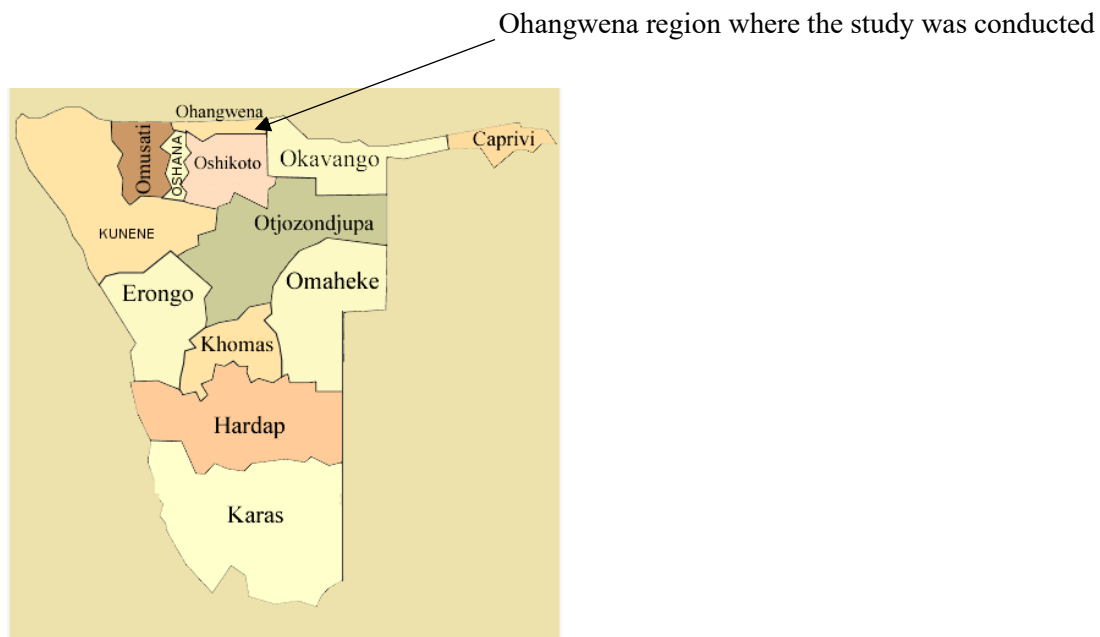 Ohangwena region where the study was conducted
Ohangwena
Caprivi
Omusati
OSHANA
Oshikoto
Okavango
KUNENE
Otjozondjupa
Erongo
Omaheke
Khomas
Hardap
Karas